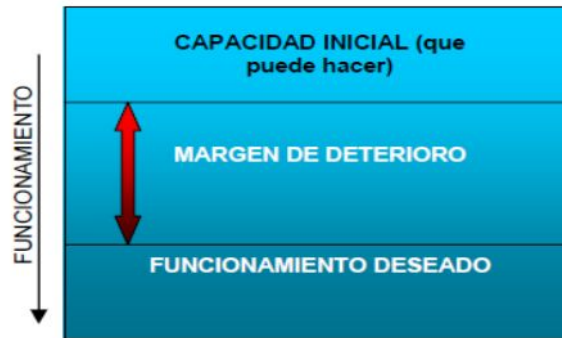 CAPACIDAD INICIAL (que
puede hacer)
MARGEN DE DETERIORO
FUNCIONAMIENTO DESEADO
FUNCIONAMIENTO